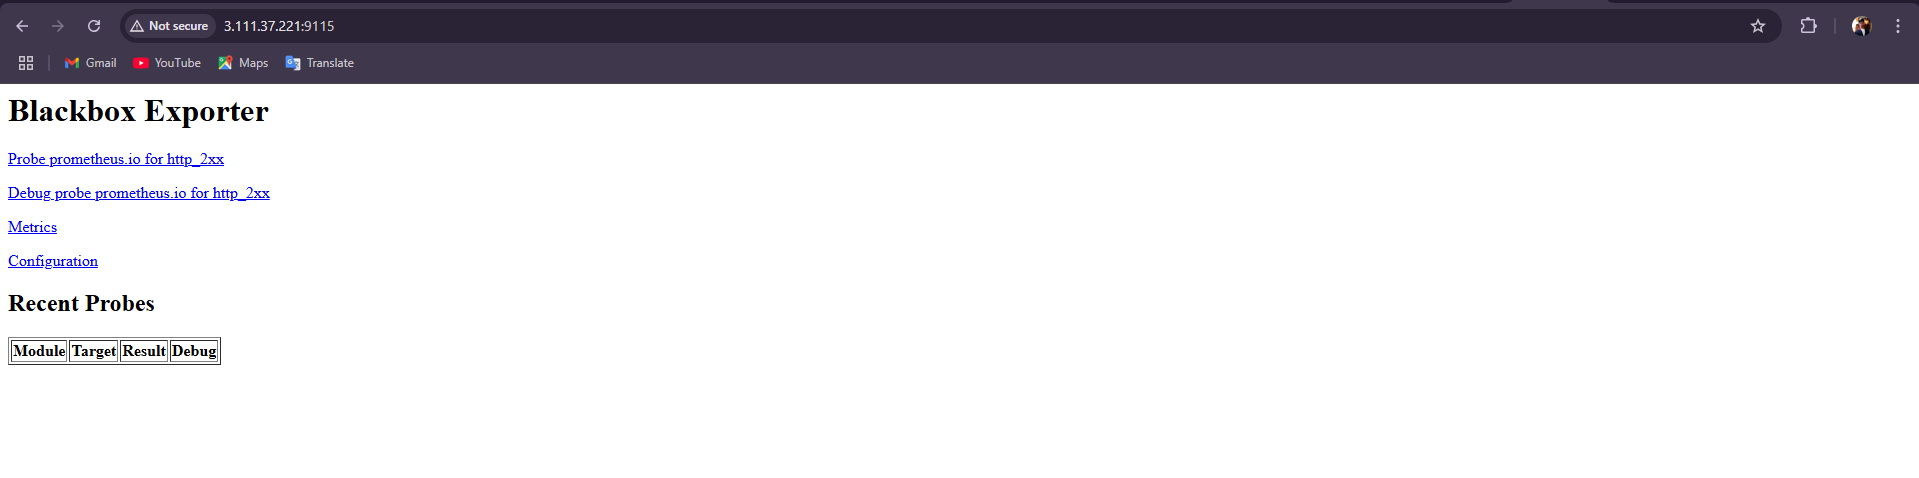 Not secure 3.111.37.221:9115
Gmail YouTube Maps Translate
Blackbox Exporter
Probe prometheus.io for http_2xx
Debug probe prometheus.io for http_2xx
Metrics
Configuration
Recent Probes
Module Target Result Debug